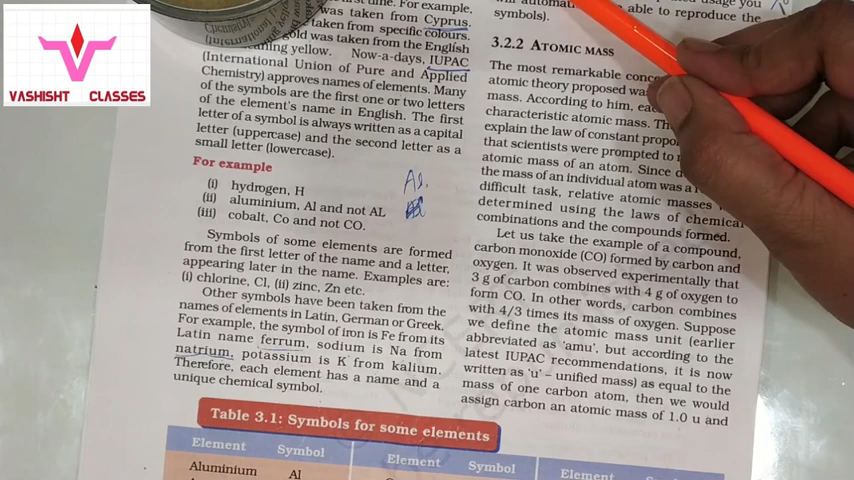 VASHISHT CLASSES
time. For example,
was taken from Cyprus.
taken from specific colours.
(International
gold was taken from the English
yellow. Now-a-days, IUPAC
(International Union of Pure and Applied
Chemistry) approves names of elements. Many
of the symbols are the first one or two letters
of the element's name in English. The first
letter of a symbol is always written as a capital
letter (uppercase) and the second letter as a
small letter (lowercase).
For example
(i) hydrogen, H
(ii) aluminium, Al and not AL
(iii) cobalt, Co and not CO.
Al.
Symbols of some elements are formed
from the first letter of the name and a letter,
appearing later in the name. Examples are:
(i) chlorine, Cl, (ii) zinc, Zn etc.
Other symbols have been taken from the
names of elements in Latin, German or Greek.
For example, the symbol of iron is Fe from its
Latin name ferrum, sodium is Na from
natrium, potassium is K from kalium.
Therefore, each element has a name and a
unique chemical symbol.
usage you
able to reproduce the
symbols).
3.2.2 ATOMIC MASS
The most remarkable
atomic theory proposed
mass. According to him,
characteristic atomic mass.
explain the law of constant
that scientists were prompted to
atomic mass of an atom. Since
the mass of an individual atom was a
difficult task, relative atomic masses
determined using the laws of chemical
combinations and the compounds formed.
Let us take the example of a compound,
carbon monoxide (CO) formed by carbon and
oxygen. It was observed experimentally that
3 g of carbon combines with 4 g of oxygen to
form CO. In other words, carbon combines
with 4/3 times its mass of oxygen. Suppose
we define the atomic mass unit (earlier
abbreviated as 'amu', but according to the
latest IUPAC recommendations, it is now
written as 'u' – unified mass) as equal to the
mass of one carbon atom, then we would
assign carbon an atomic mass of 1.0 u and
Table 3.1: Symbols for some elements
Element Symbol Element Symbol Element
Aluminium Al